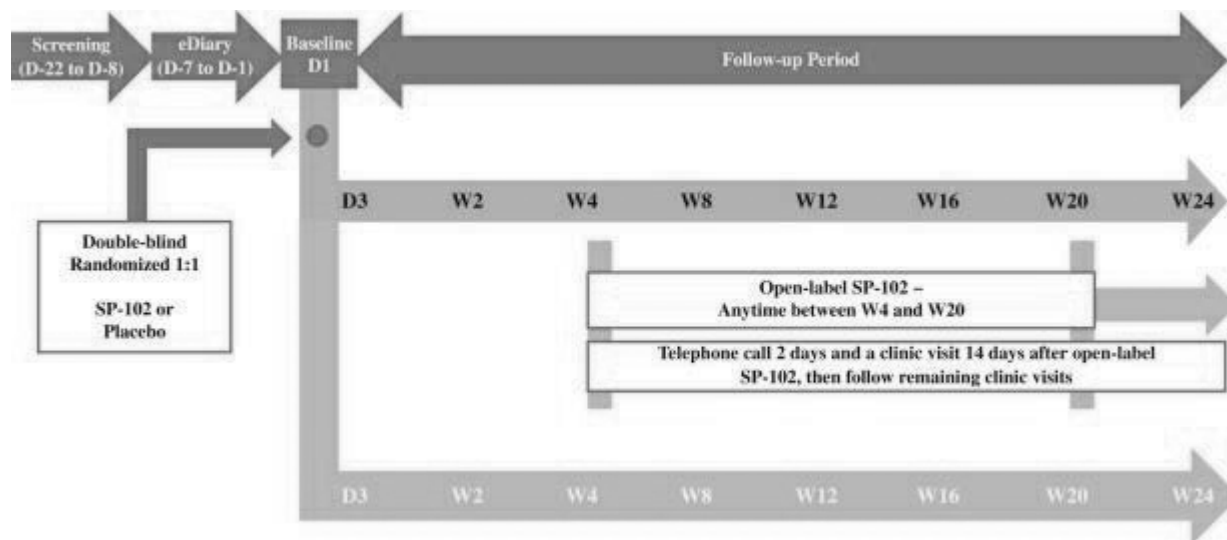 Screening
(D-22 to D-8)
eDiary
(D-7 to D-1)
Baseline
D1
Follow-up Period
D3 W2 W4 W8 W12 W16 W20 W24
Double-blind
Randomized 1:1
SP-102 or
Placebo
Open-label SP-102 –
Anytime between W4 and W20
Telephone call 2 days and a clinic visit 14 days after open-label
SP-102, then follow remaining clinic visits
D3 W2 W4 W8 W12 W16 W20 W24